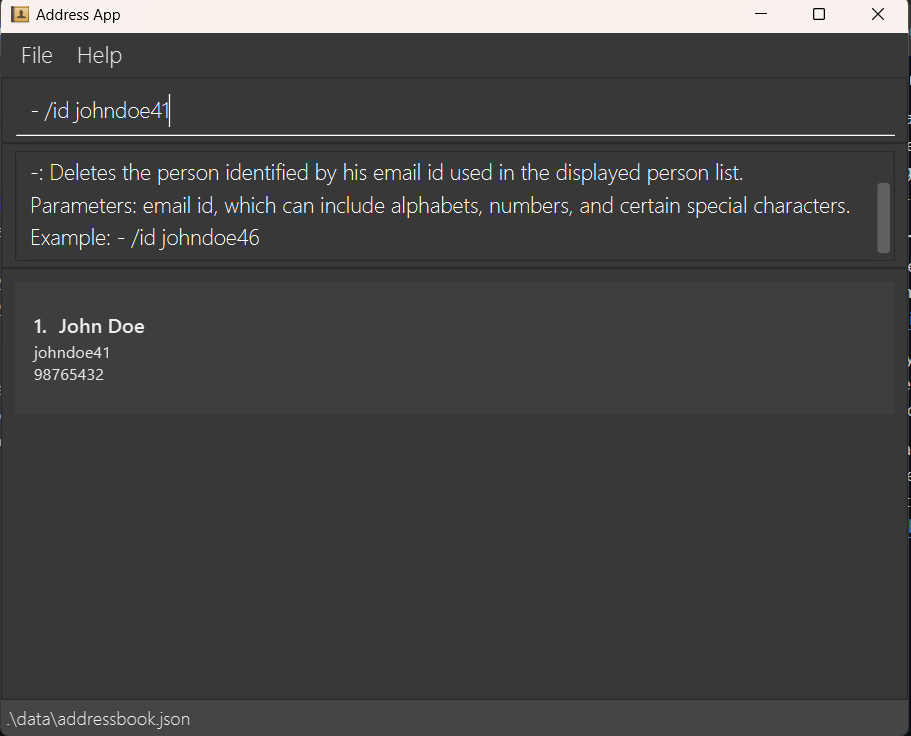 Address App
File Help
- /id johndoe41
-: Deletes the person identified by his email id used in the displayed person list.
Parameters: email id, which can include alphabets, numbers, and certain special characters.
Example: - /id johndoe46
1. John Doe
johndoe41
98765432
.\data\addressbook.json